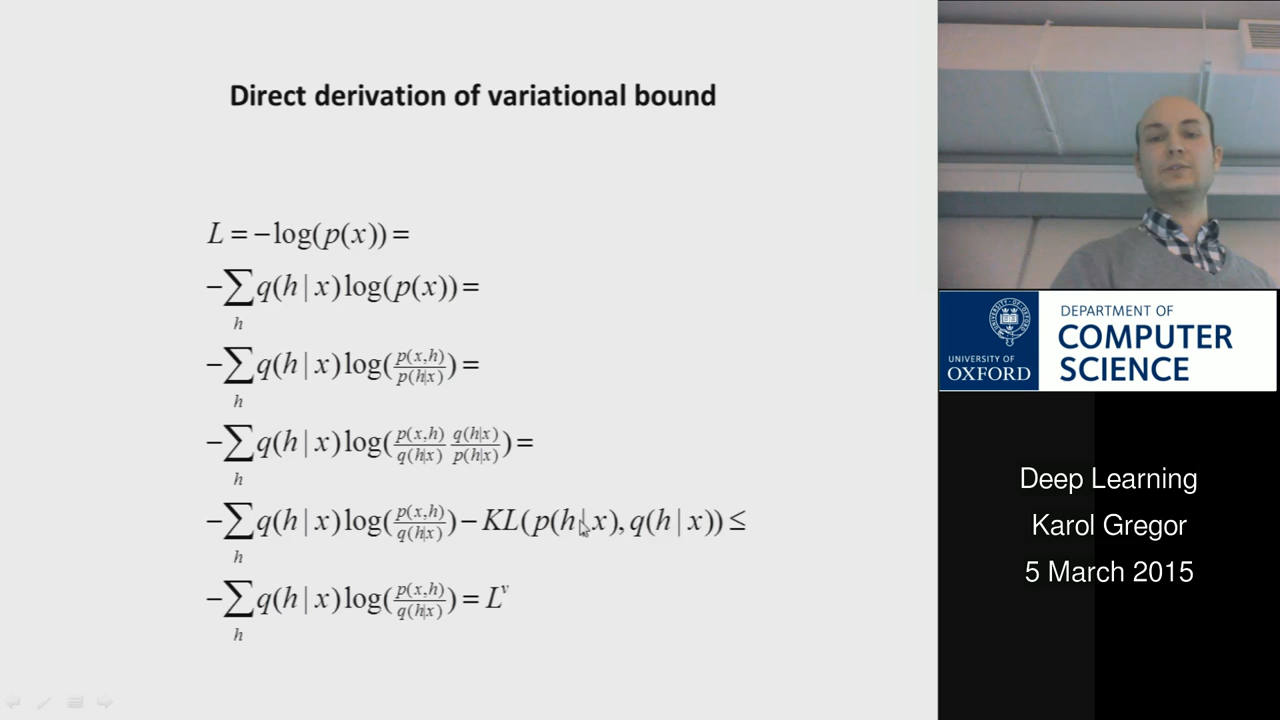 Direct derivation of variational bound
L = −log(p(x)) =
−∑_h q(h | x) log(p(x)) =
−∑_h q(h | x) log(p(x,h)/p(h|x)) =
−∑_h q(h | x) log(p(x,h)/q(h|x) q(h|x)/p(h|x)) =
−∑_h q(h | x) log(p(x,h)/q(h|x)) − KL(p(h | x), q(h | x)) ≤
−∑_h q(h | x) log(p(x,h)/q(h|x)) = L^v
UNIVERSITY OF
OXFORD
DEPARTMENT OF
COMPUTER
SCIENCE
Deep Learning
Karol Gregor
5 March 2015